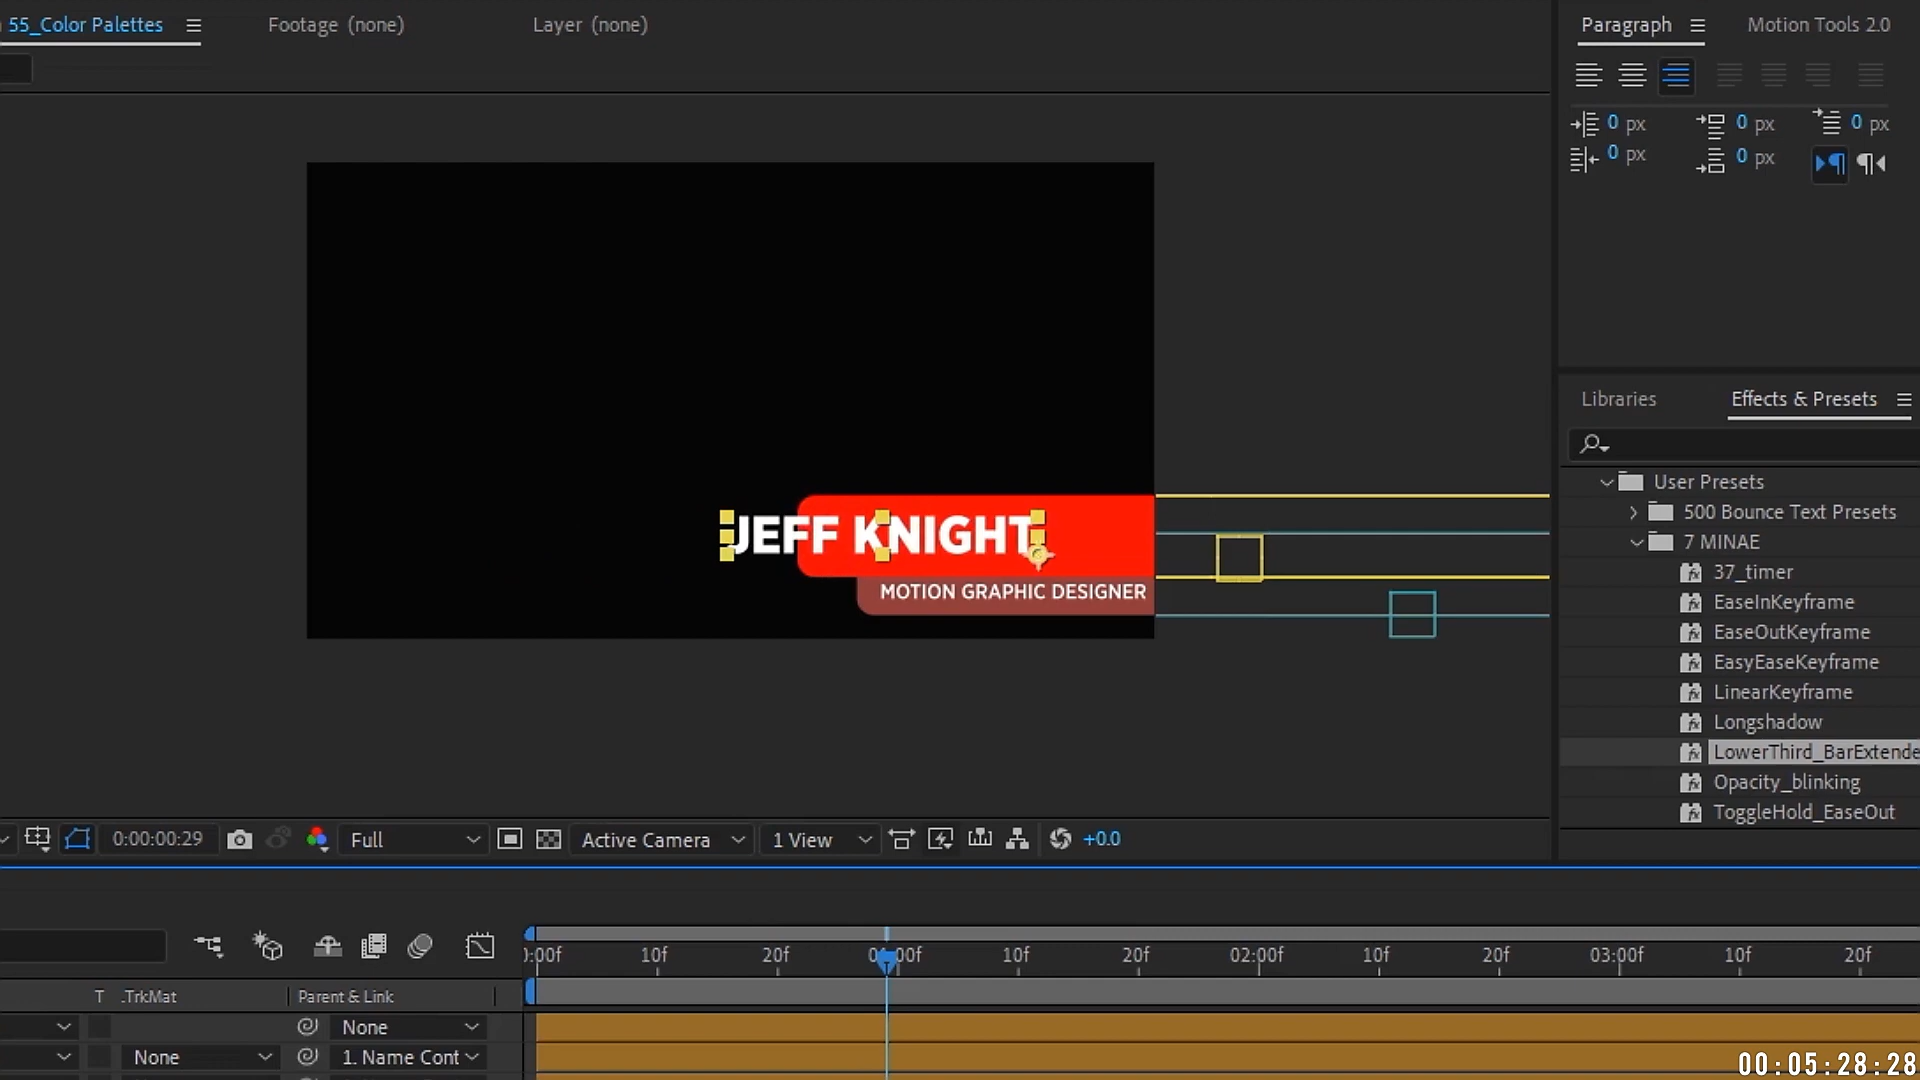 55_Color Palettes
Footage (none)
Layer (none)
Paragraph
Motion Tools 2.0
0 px
0 px
0 px
0 px
0 px
JEFF KNIGHT
MOTION GRAPHIC DESIGNER
Libraries
Effects & Presets
User Presets
500 Bounce Text Presets
7 MINAE
37_timer
EaseInKeyframe
EaseOutKeyframe
EasyEaseKeyframe
LinearKeyframe
Longshadow
LowerThird_BarExtende
Opacity_blinking
ToggleHold_EaseOut
0:00:00:29
Full
Active Camera
1 View
+0.0
):00f 10f 20f 01:00f 10f 20f 02:00f 10f 20f 03:00f 10f 20f
T .TrkMat
Parent & Link
None
None
1. Name Cont
00:05:28:28